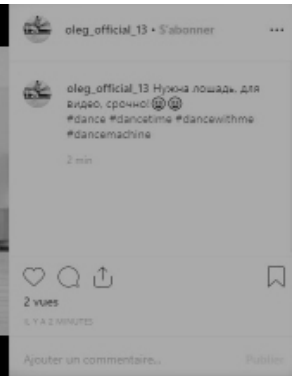 oleg_official_13 • S'abonner
oleg_official_13 Нужна лошадь, для
видео, срочно!
#dance #dancetime #dancewithme
#dancemachine
2 min
2 vues
IL Y A 2 MINUTES
Ajouter un commentaire...
Publier